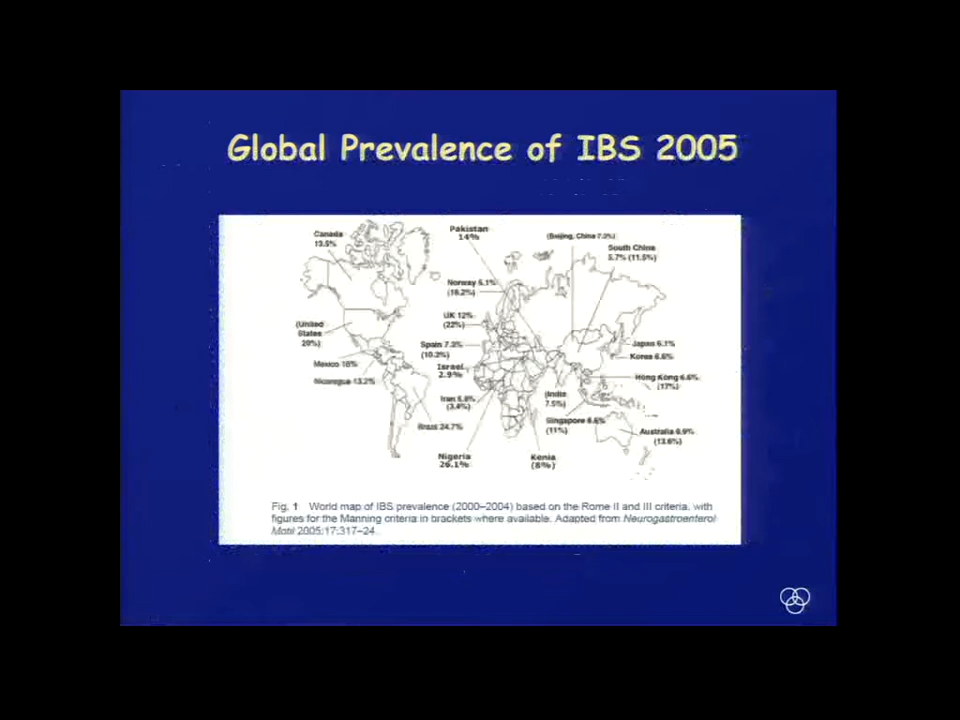 Global Prevalence of IBS 2005
Canada
13.5%
Pakistan
14%
(Beijing, China 7.3%)
South China
5.7% (11.5%)
Norway 5.1%
(16.2%)
UK 12%
(22%)
(United
States
20%)
Spain 7.3%
(10.3%)
Japan 6.1%
Korea 6.6%
Mexico 16%
Israel
2.9%
Nicaragua 13.2%
Hong Kong 6.6%
(17%)
Iran 5.8%
(3.4%)
(India
7.5%)
Brazil 24.7%
Singapore 8.6%
(11%)
Australia 6.9%
(13.6%)
Nigeria
26.1%
Kenia
(8%)
Fig. 1 World map of IBS prevalence (2000–2004) based on the Rome II and III criteria, with
figures for the Manning criteria in brackets where available. Adapted from Neurogastroenterol
Motil 2005;17:317–24.